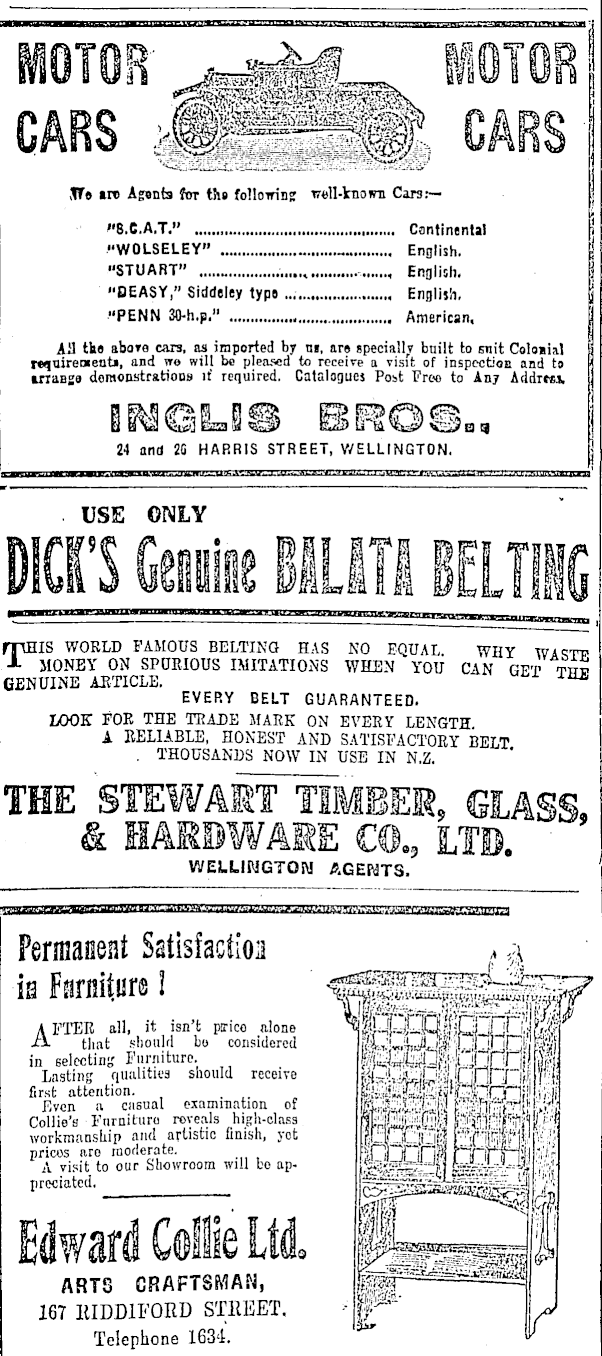 MOTOR CARS
MOTOR CARS
We are Agents for the following well-known Cars:—
"S.C.A.T." ........................................ Continental
"WOLSELEY" ........................................ English.
"STUART" ........................................ English.
"DEASY," Siddeley type ........................ English.
"PENN 30-h.p." .................................... American.
All the above cars, as imported by us, are specially built to suit Colonial
requirements, and we will be pleased to receive a visit of inspection and to
arrange demonstrations if required. Catalogues Post Free to Any Address.
INGLIS BROS.,
24 and 26 HARRIS STREET, WELLINGTON.
USE ONLY
DICK'S Genuine BALATA BELTING
THIS WORLD FAMOUS BELTING HAS NO EQUAL. WHY WASTE
MONEY ON SPURIOUS IMITATIONS WHEN YOU CAN GET THE
GENUINE ARTICLE.
EVERY BELT GUARANTEED.
LOOK FOR THE TRADE MARK ON EVERY LENGTH.
A RELIABLE, HONEST AND SATISFACTORY BELT.
THOUSANDS NOW IN USE IN N.Z.
THE STEWART TIMBER, GLASS,
& HARDWARE CO., LTD.
WELLINGTON AGENTS.
Permanent Satisfaction
in Furniture!
AFTER all, it isn't price alone
that should be considered
in selecting Furniture.
Lasting qualities should receive
first attention.
Even a casual examination of
Collie's Furniture reveals high-class
workmanship and artistic finish, yet
prices are moderate.
A visit to our Showroom will be ap-
preciated.
Edward Collie Ltd.
ARTS CRAFTSMAN,
167 RIDDIFORD STREET.
Telephone 1634.